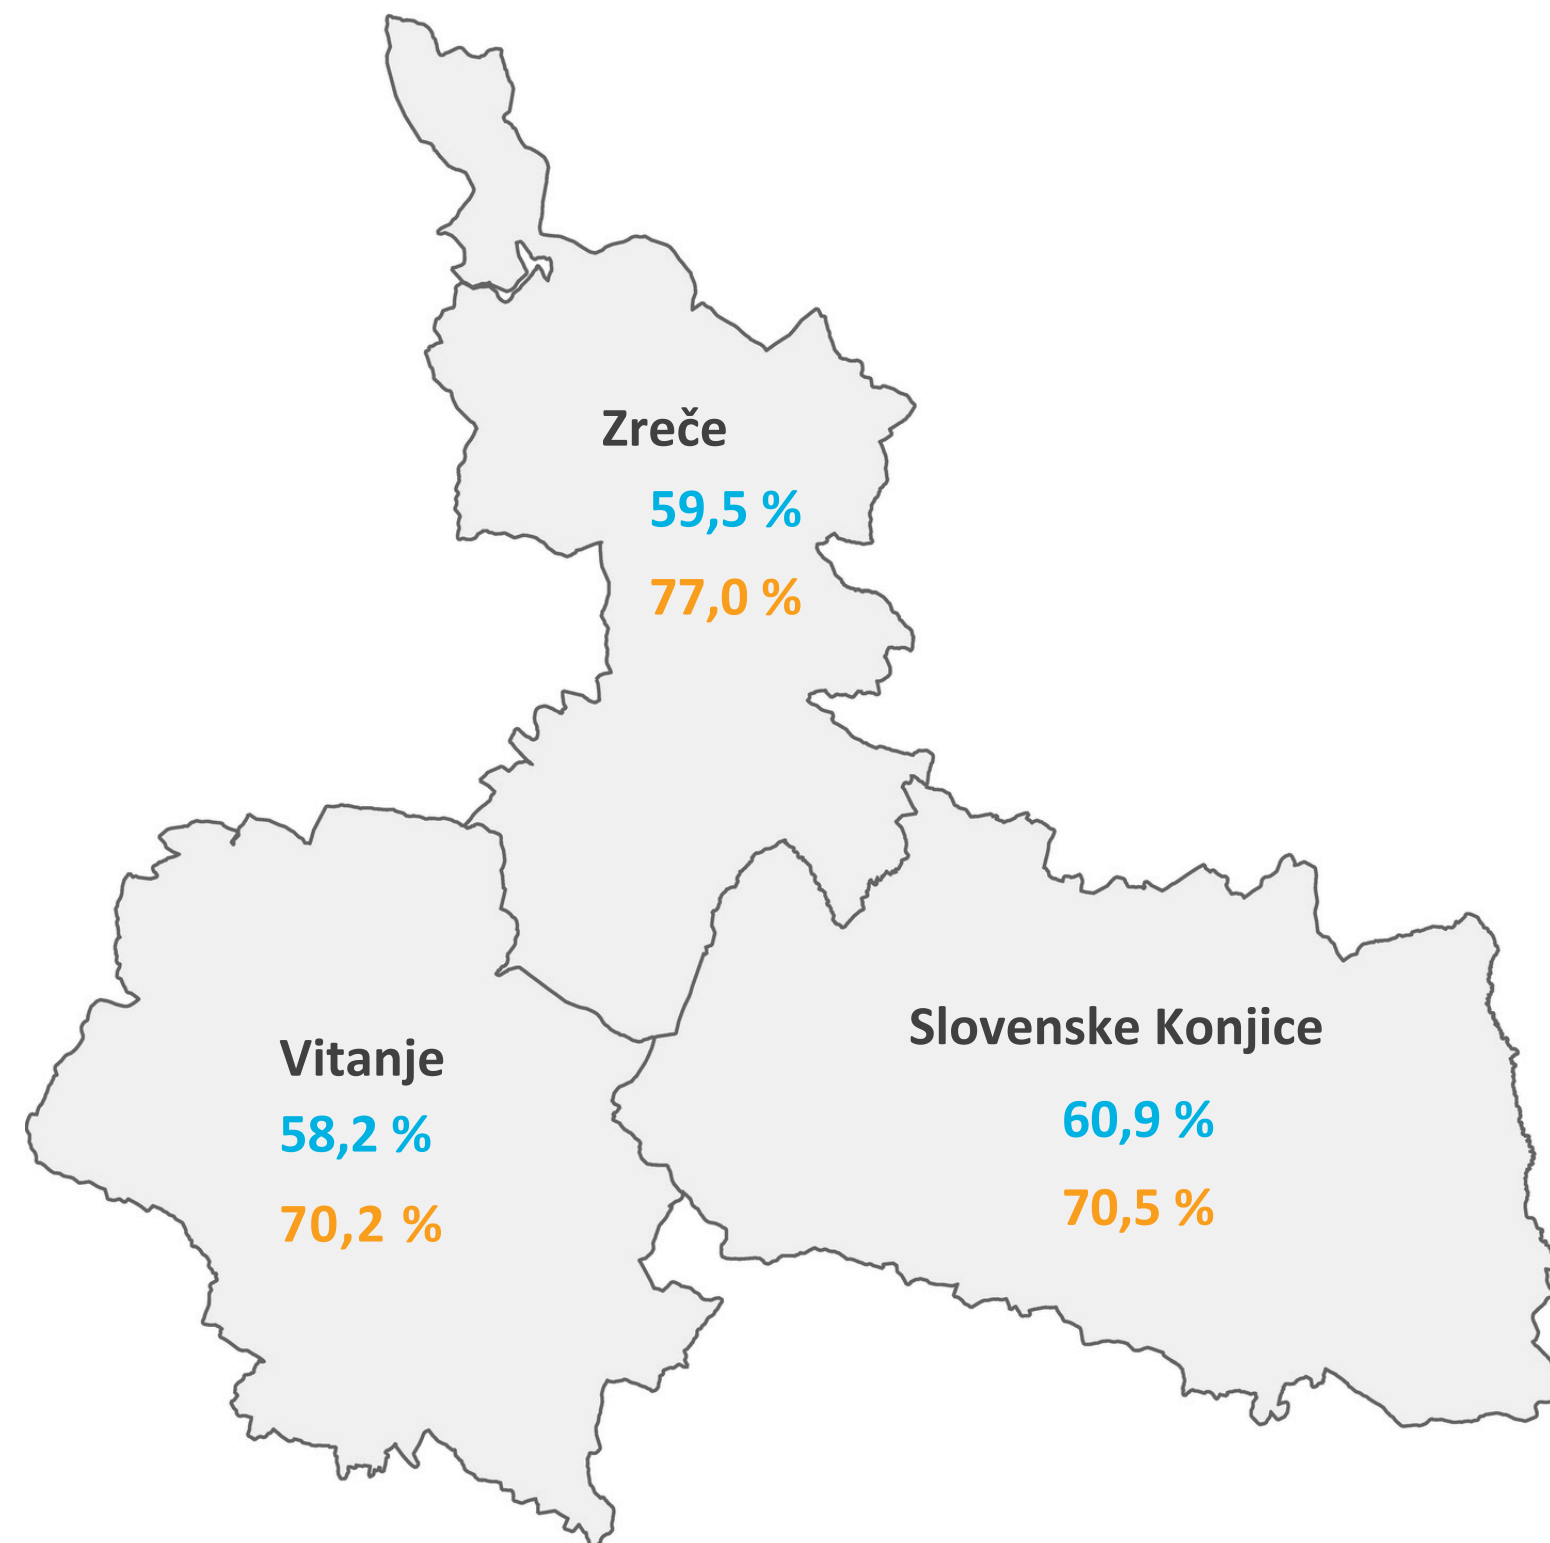 Zreče
59,5 %
77,0 %
Vitanje
58,2 %
70,2 %
Slovenske Konjice
60,9 %
70,5 %